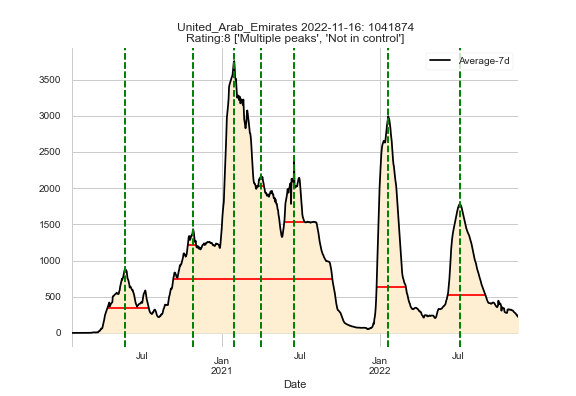 United_Arab_Emirates 2022-11-16: 1041874
Rating:8 ['Multiple peaks', 'Not in control']
Average-7d
3500
3000
2500
2000
1500
1000
500
0
Jul
Jan
2021
Jul
Jan
2022
Jul
Date